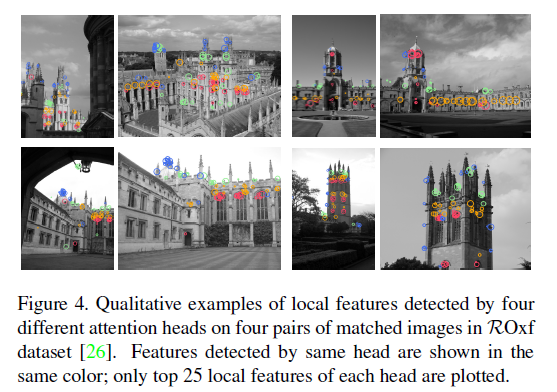 Figure 4. Qualitative examples of local features detected by four
different attention heads on four pairs of matched images in ROxf
dataset [26]. Features detected by same head are shown in the
same color; only top 25 local features of each head are plotted.